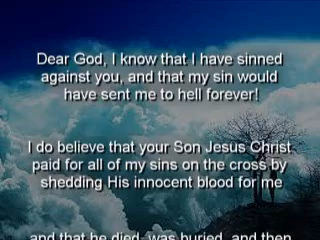 Dear God, I know that I have sinned
against you, and that my sin would
have sent me to hell forever!
I do believe that your Son Jesus Christ
paid for all of my sins on the cross by
shedding His innocent blood for me
and that he died, was buried, and then